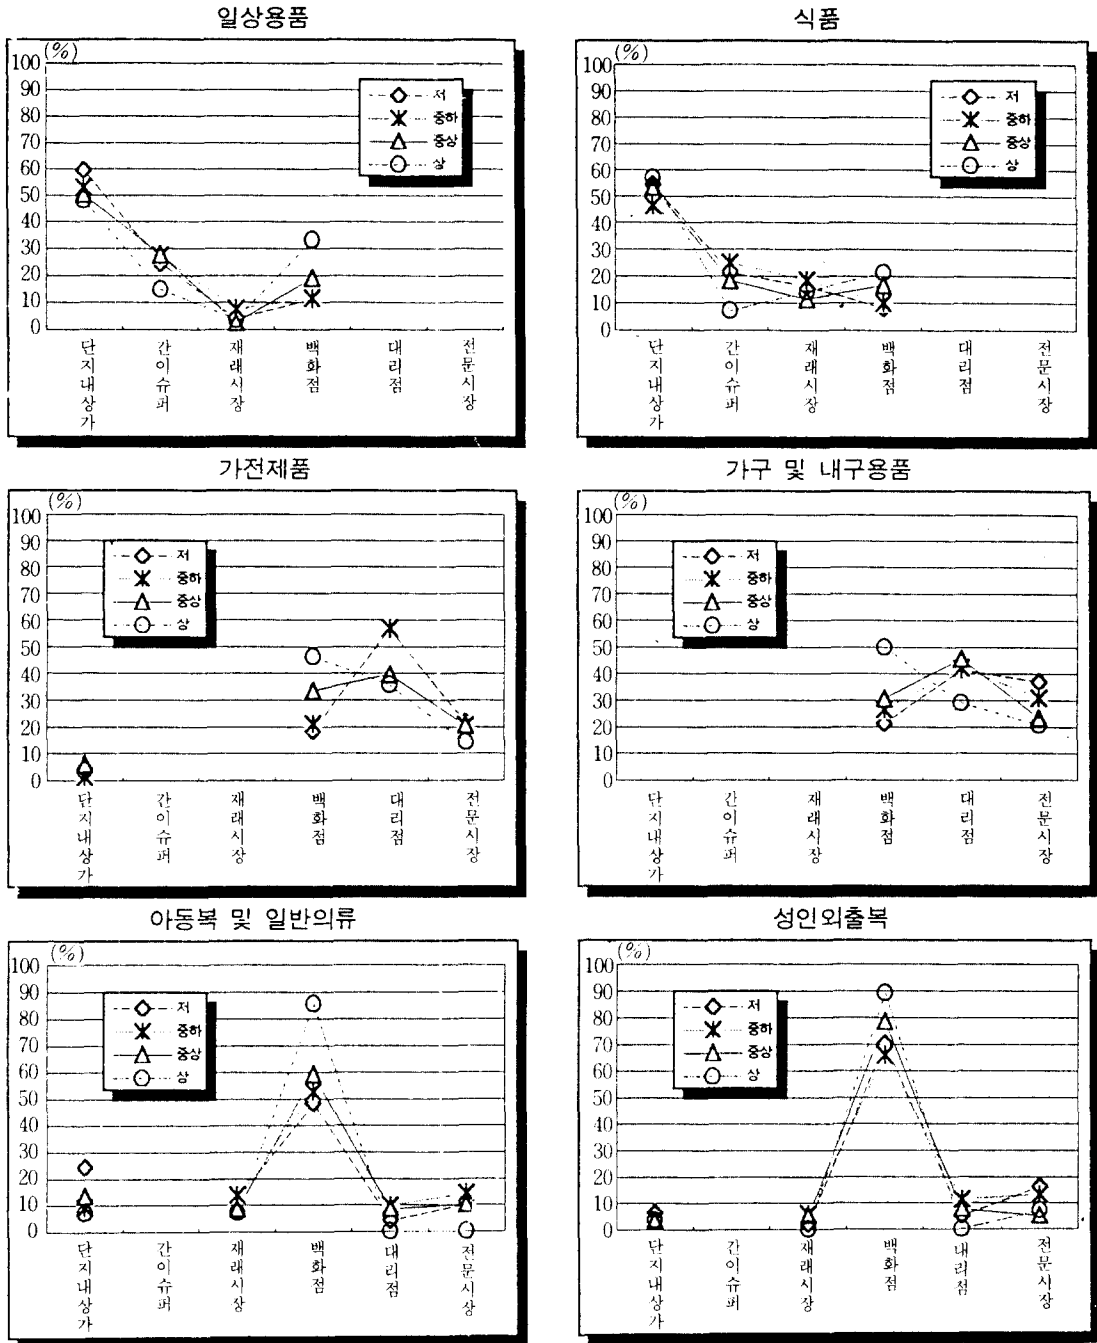 일상용품
(%)
100
90
80
70
60
50
40
30
20
10
0
저
중하
중상
상
단지내상가
간이슈퍼
재래시장
백화점
대리점
전문시장
식품
(%)
100
90
80
70
60
50
40
30
20
10
0
저
중하
중상
상
단지내상가
간이슈퍼
재래시장
백화점
대리점
전문시장
가전제품
(%)
100
90
80
70
60
50
40
30
20
10
0
저
중하
중상
상
단지내상가
간이슈퍼
재래시장
백화점
대리점
전문시장
가구 및 내구용품
(%)
100
90
80
70
60
50
40
30
20
10
0
저
중하
중상
상
단지내상가
간이슈퍼
재래시장
백화점
대리점
전문시장
아동복 및 일반의류
(%)
100
90
80
70
60
50
40
30
20
10
0
저
중하
중상
상
단지내상가
간이슈퍼
재래시장
백화점
대리점
전문시장
성인외출복
(%)
100
90
80
70
60
50
40
30
20
10
0
저
중하
중상
상
단지내상가
간이슈퍼
재래시장
백화점
대리점
전문시장